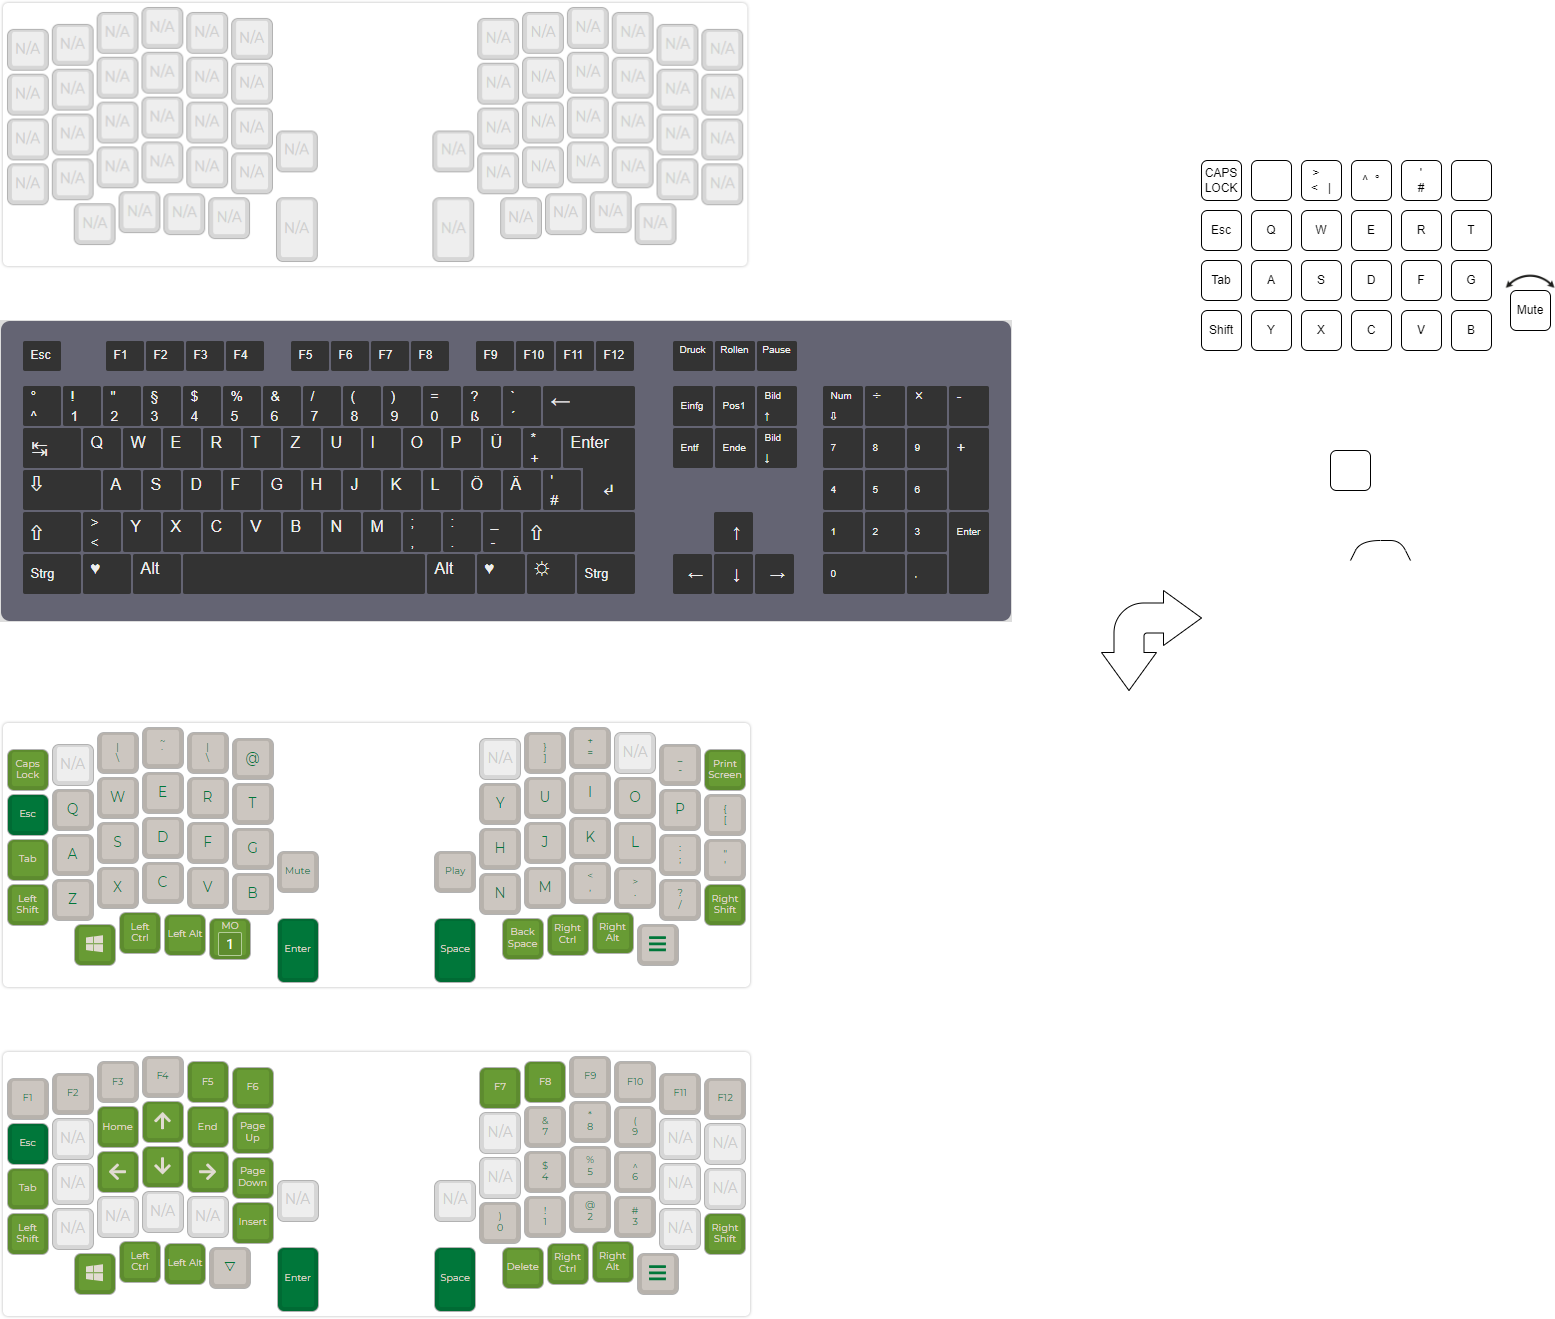 N/A N/A N/A N/A N/A N/A N/A N/A N/A N/A N/A N/A
N/A N/A N/A N/A N/A N/A N/A N/A N/A N/A N/A N/A
N/A N/A N/A N/A N/A N/A N/A N/A N/A N/A N/A N/A N/A N/A
N/A N/A N/A N/A N/A N/A N/A N/A N/A N/A N/A N/A
N/A N/A N/A N/A N/A N/A N/A N/A N/A N/A
CAPS LOCK > < | ^ ° ' #
Esc Q W E R T
Tab A S D F G
Mute
Shift Y X C V B
Esc F1 F2 F3 F4 F5 F6 F7 F8 F9 F10 F11 F12 Druck Rollen Pause
° ! " § $ % & / ( ) = ? ` ←
^ 1 2 3 4 5 6 7 8 9 0 ß ´
Einfg Pos1 Bild ↑ Num ⇩ ÷ X -
↹ Q W E R T Z U I O P Ü * + Enter
Entf Ende Bild ↓ 7 8 9 +
⇩ A S D F G H J K L Ö Ä ' # ↲
4 5 6
⇧ > < Y X C V B N M ; , : . _ - ⇧
↑ 1 2 3 Enter
Strg ♥ Alt Alt ♥ ☼ Strg
← ↓ → 0 .
Caps Lock N/A | \ ~ ` | \ @ N/A } ] + = N/A _ - Print Screen
Esc Q W E R T Y U I O P { [
Tab A S D F G H J K L : ; " '
Mute Play
Left Shift Z X C V B N M < , > . ? / Right Shift
Left Ctrl Left Alt MO 1 Enter Space Back Space Right Ctrl Right Alt ☰
F1 F2 F3 F4 F5 F6 F7 F8 F9 F10 F11 F12
Esc N/A Home ↑ End Page Up N/A & 7 * 8 ( 9 N/A N/A
Tab N/A ← ↓ → Page Down N/A $ 4 % 5 ^ 6 N/A N/A
N/A N/A
Left Shift N/A N/A N/A N/A Insert ) 0 ! 1 @ 2 # 3 N/A Right Shift
Left Ctrl Left Alt ▽ Enter Space Delete Right Ctrl Right Alt ☰